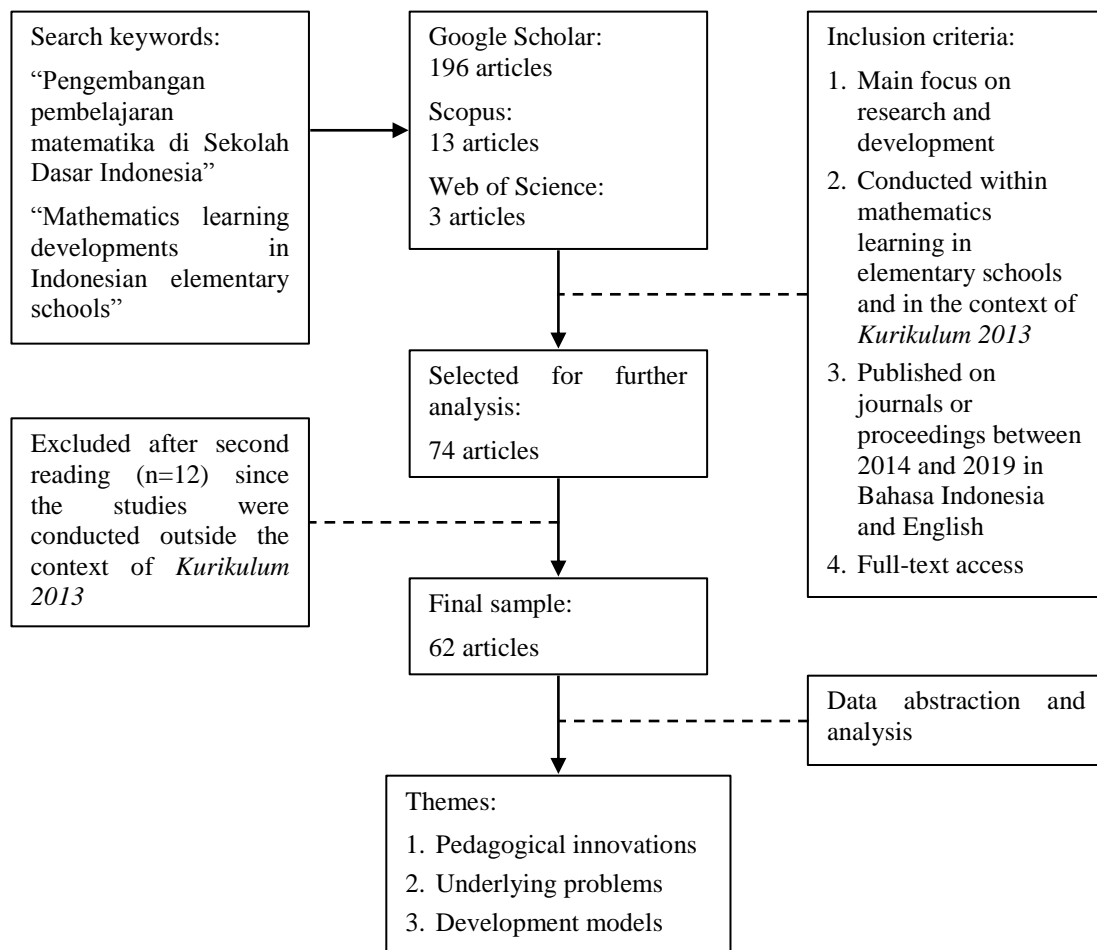 Search keywords:
“Pengembangan
pembelajaran
matematika di Sekolah
Dasar Indonesia”
“Mathematics learning
developments in
Indonesian elementary
schools”
Google Scholar:
196 articles
Scopus:
13 articles
Web of Science:
3 articles
Inclusion criteria:
1. Main focus on
research and
development
2. Conducted within
mathematics
learning in
elementary schools
and in the context of
Kurikulum 2013
3. Published on
journals or
proceedings between
2014 and 2019 in
Bahasa Indonesia
and English
4. Full-text access
Selected for further
analysis:
74 articles
Excluded after second
reading (n=12) since
the studies were
conducted outside the
context of Kurikulum
2013
Final sample:
62 articles
Data abstraction and
analysis
Themes:
1. Pedagogical innovations
2. Underlying problems
3. Development models